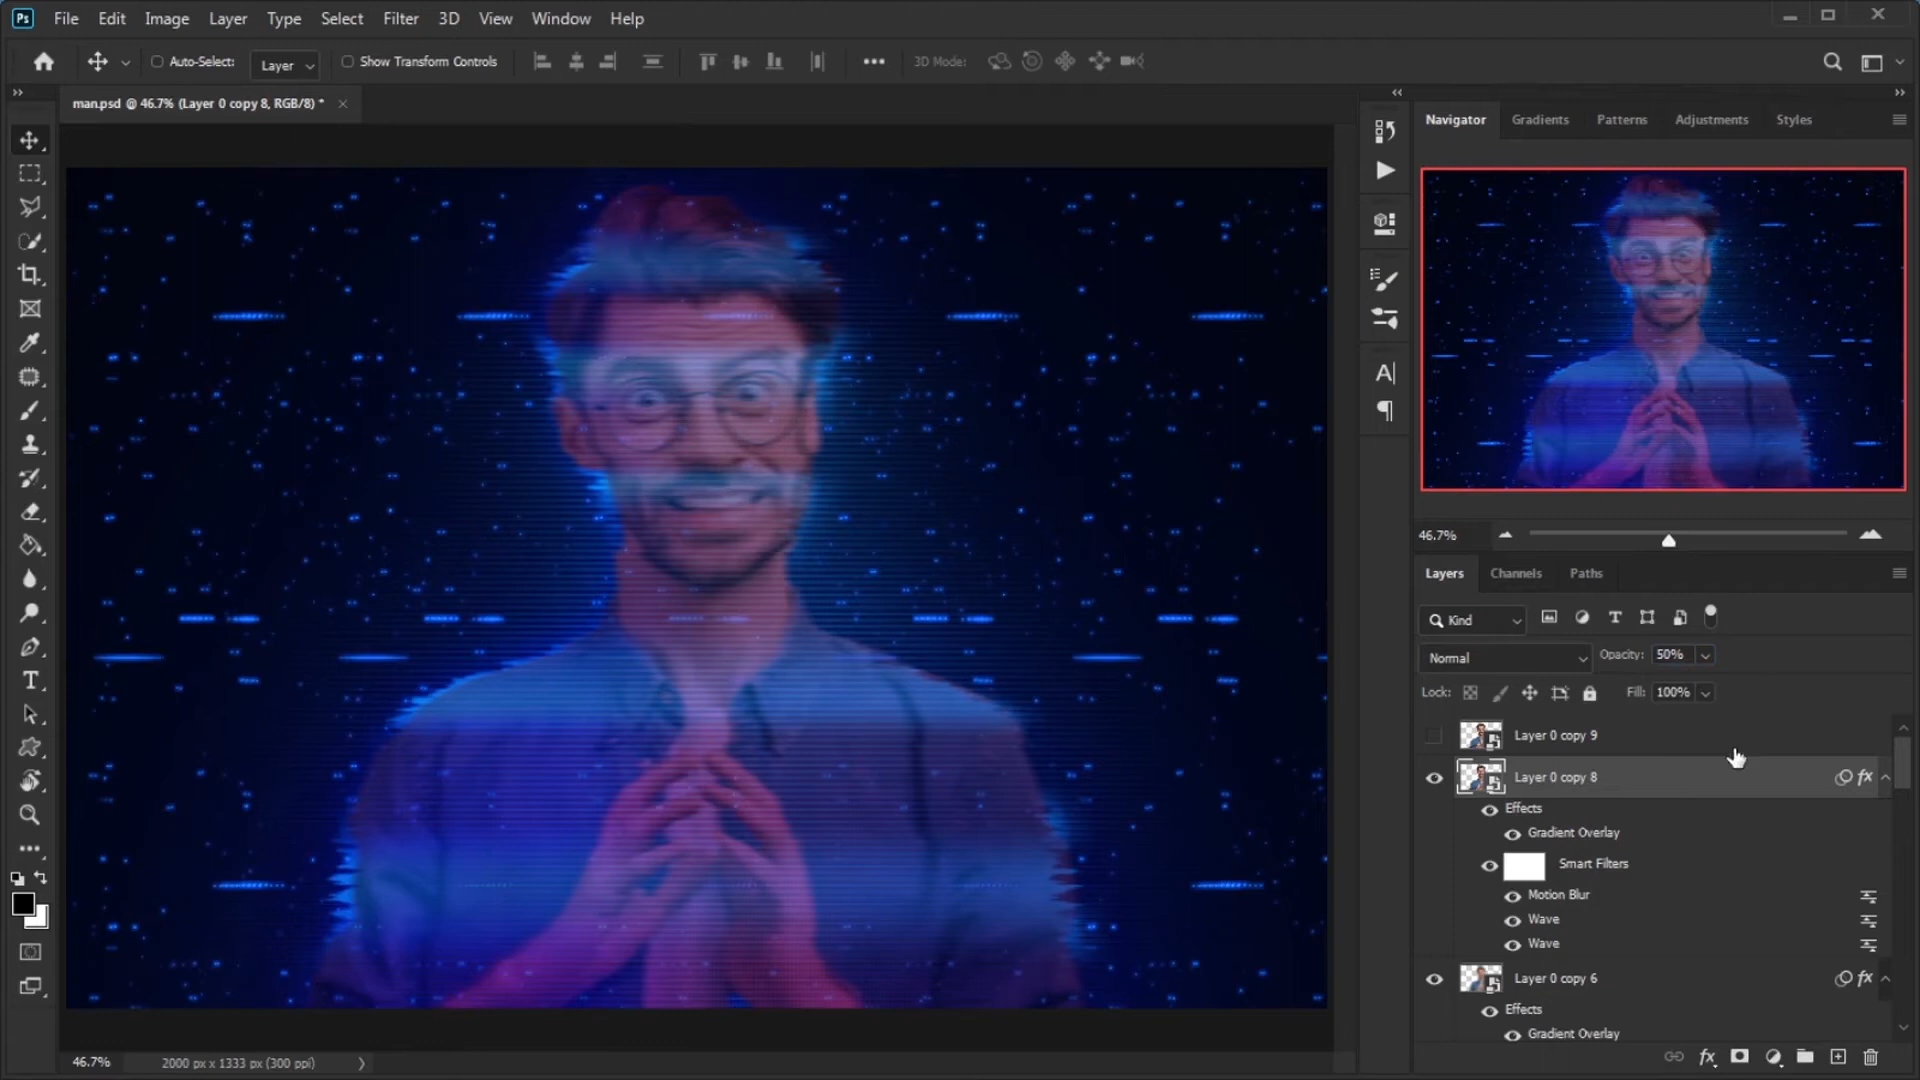 Ps File Edit Image Layer Type Select Filter 3D View Window Help
Auto-Select: Layer Show Transform Controls 3D Mode:
man.psd @ 46.7% (Layer 0 copy 8, RGB/8) *
Navigator Gradients Patterns Adjustments Styles
46.7%
Layers Channels Paths
Kind
Normal Opacity: 50%
Lock: Fill: 100%
Layer 0 copy 9
Layer 0 copy 8
Effects
Gradient Overlay
Smart Filters
Motion Blur
Wave
Wave
Layer 0 copy 6
Effects
Gradient Overlay
46.7% 2000 px x 1333 px (300 ppi)